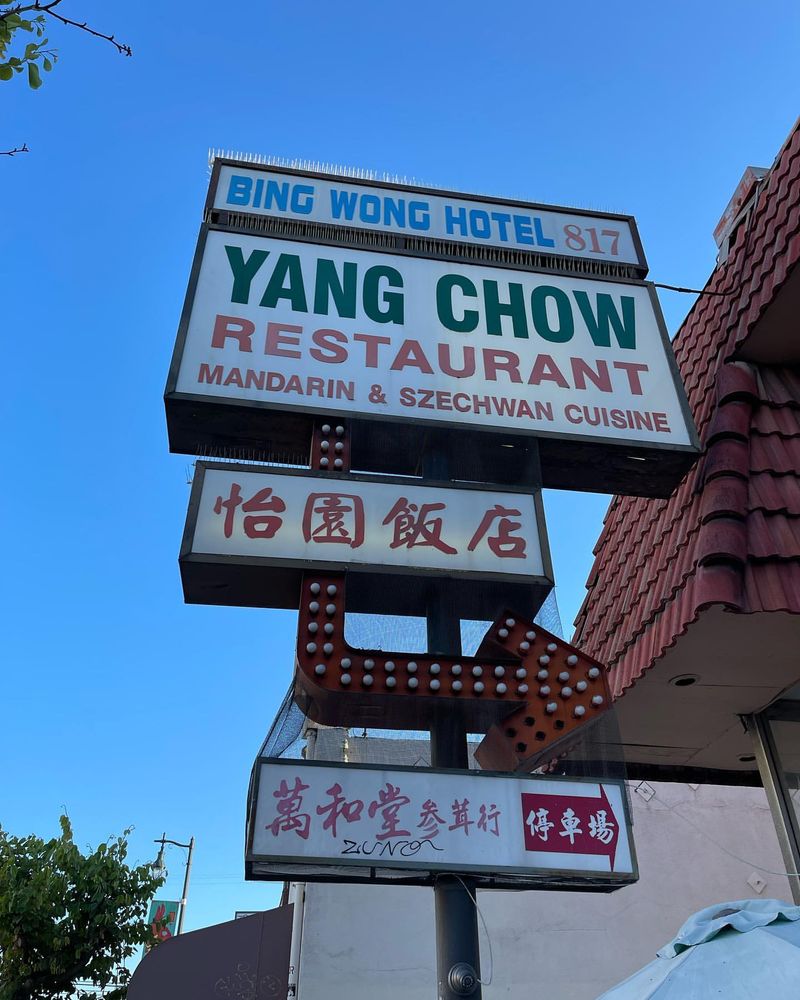 BING WONG HOTEL 817
YANG CHOW
RESTAURANT
MANDARIN & SZECHWAN CUISINE
怡園飯店
萬和堂參茸行
停車場